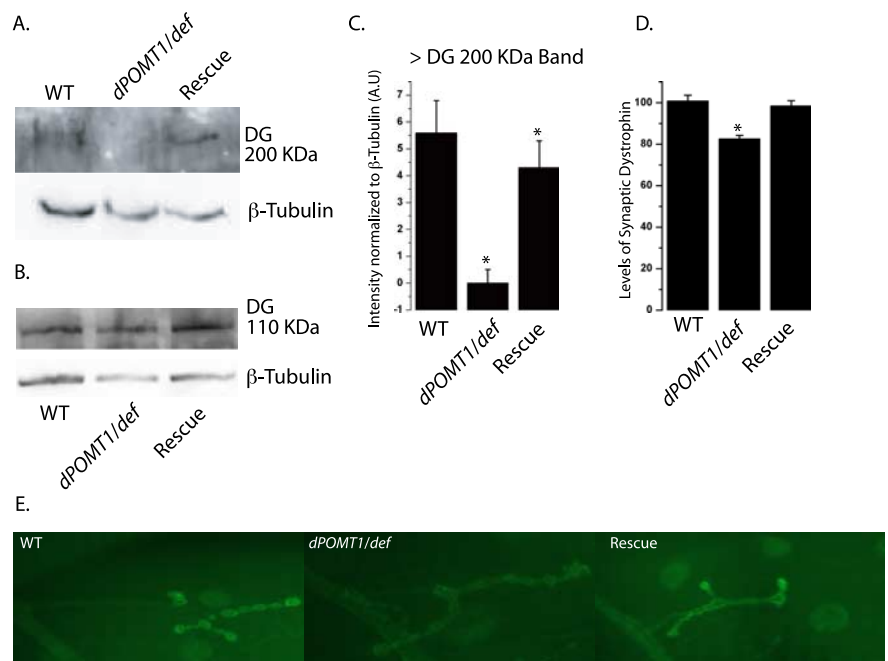 A.
WT
dPOMT1/def
Rescue
DG
200 KDa
β-Tubulin
B.
DG
110 KDa
β-Tubulin
WT
dPOMT1/def
Rescue
C.
> DG 200 KDa Band
Intensity normalized to β-Tubulin (A.U)
7
6
5
4
3
2
1
0
-1
*
*
WT
dPOMT1/def
Rescue
D.
Levels of Synaptic Dystrophin
100
80
60
40
20
0
*
WT
dPOMT1/def
Rescue
E.
WT
dPOMT1/def
Rescue